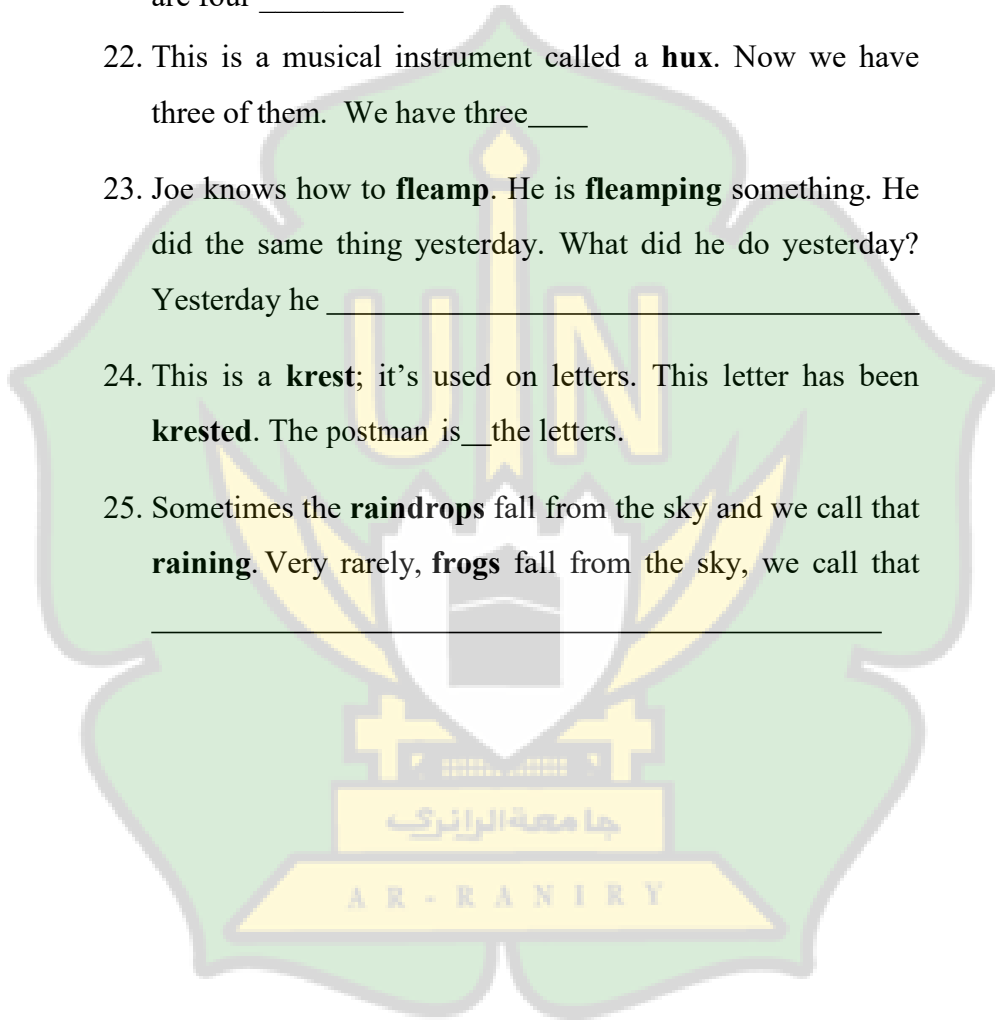 are four __________
22. This is a musical instrument called a hux. Now we have
three of them. We have three____
23. Joe knows how to fleamp. He is fleamping something. He
did the same thing yesterday. What did he do yesterday?
Yesterday he ________________________________________
24. This is a krest; it’s used on letters. This letter has been
krested. The postman is__the letters.
25. Sometimes the raindrops fall from the sky and we call that
raining. Very rarely, frogs fall from the sky, we call that
__________________________________________________
UIN
جامعةالرانري
AR-RANIRY